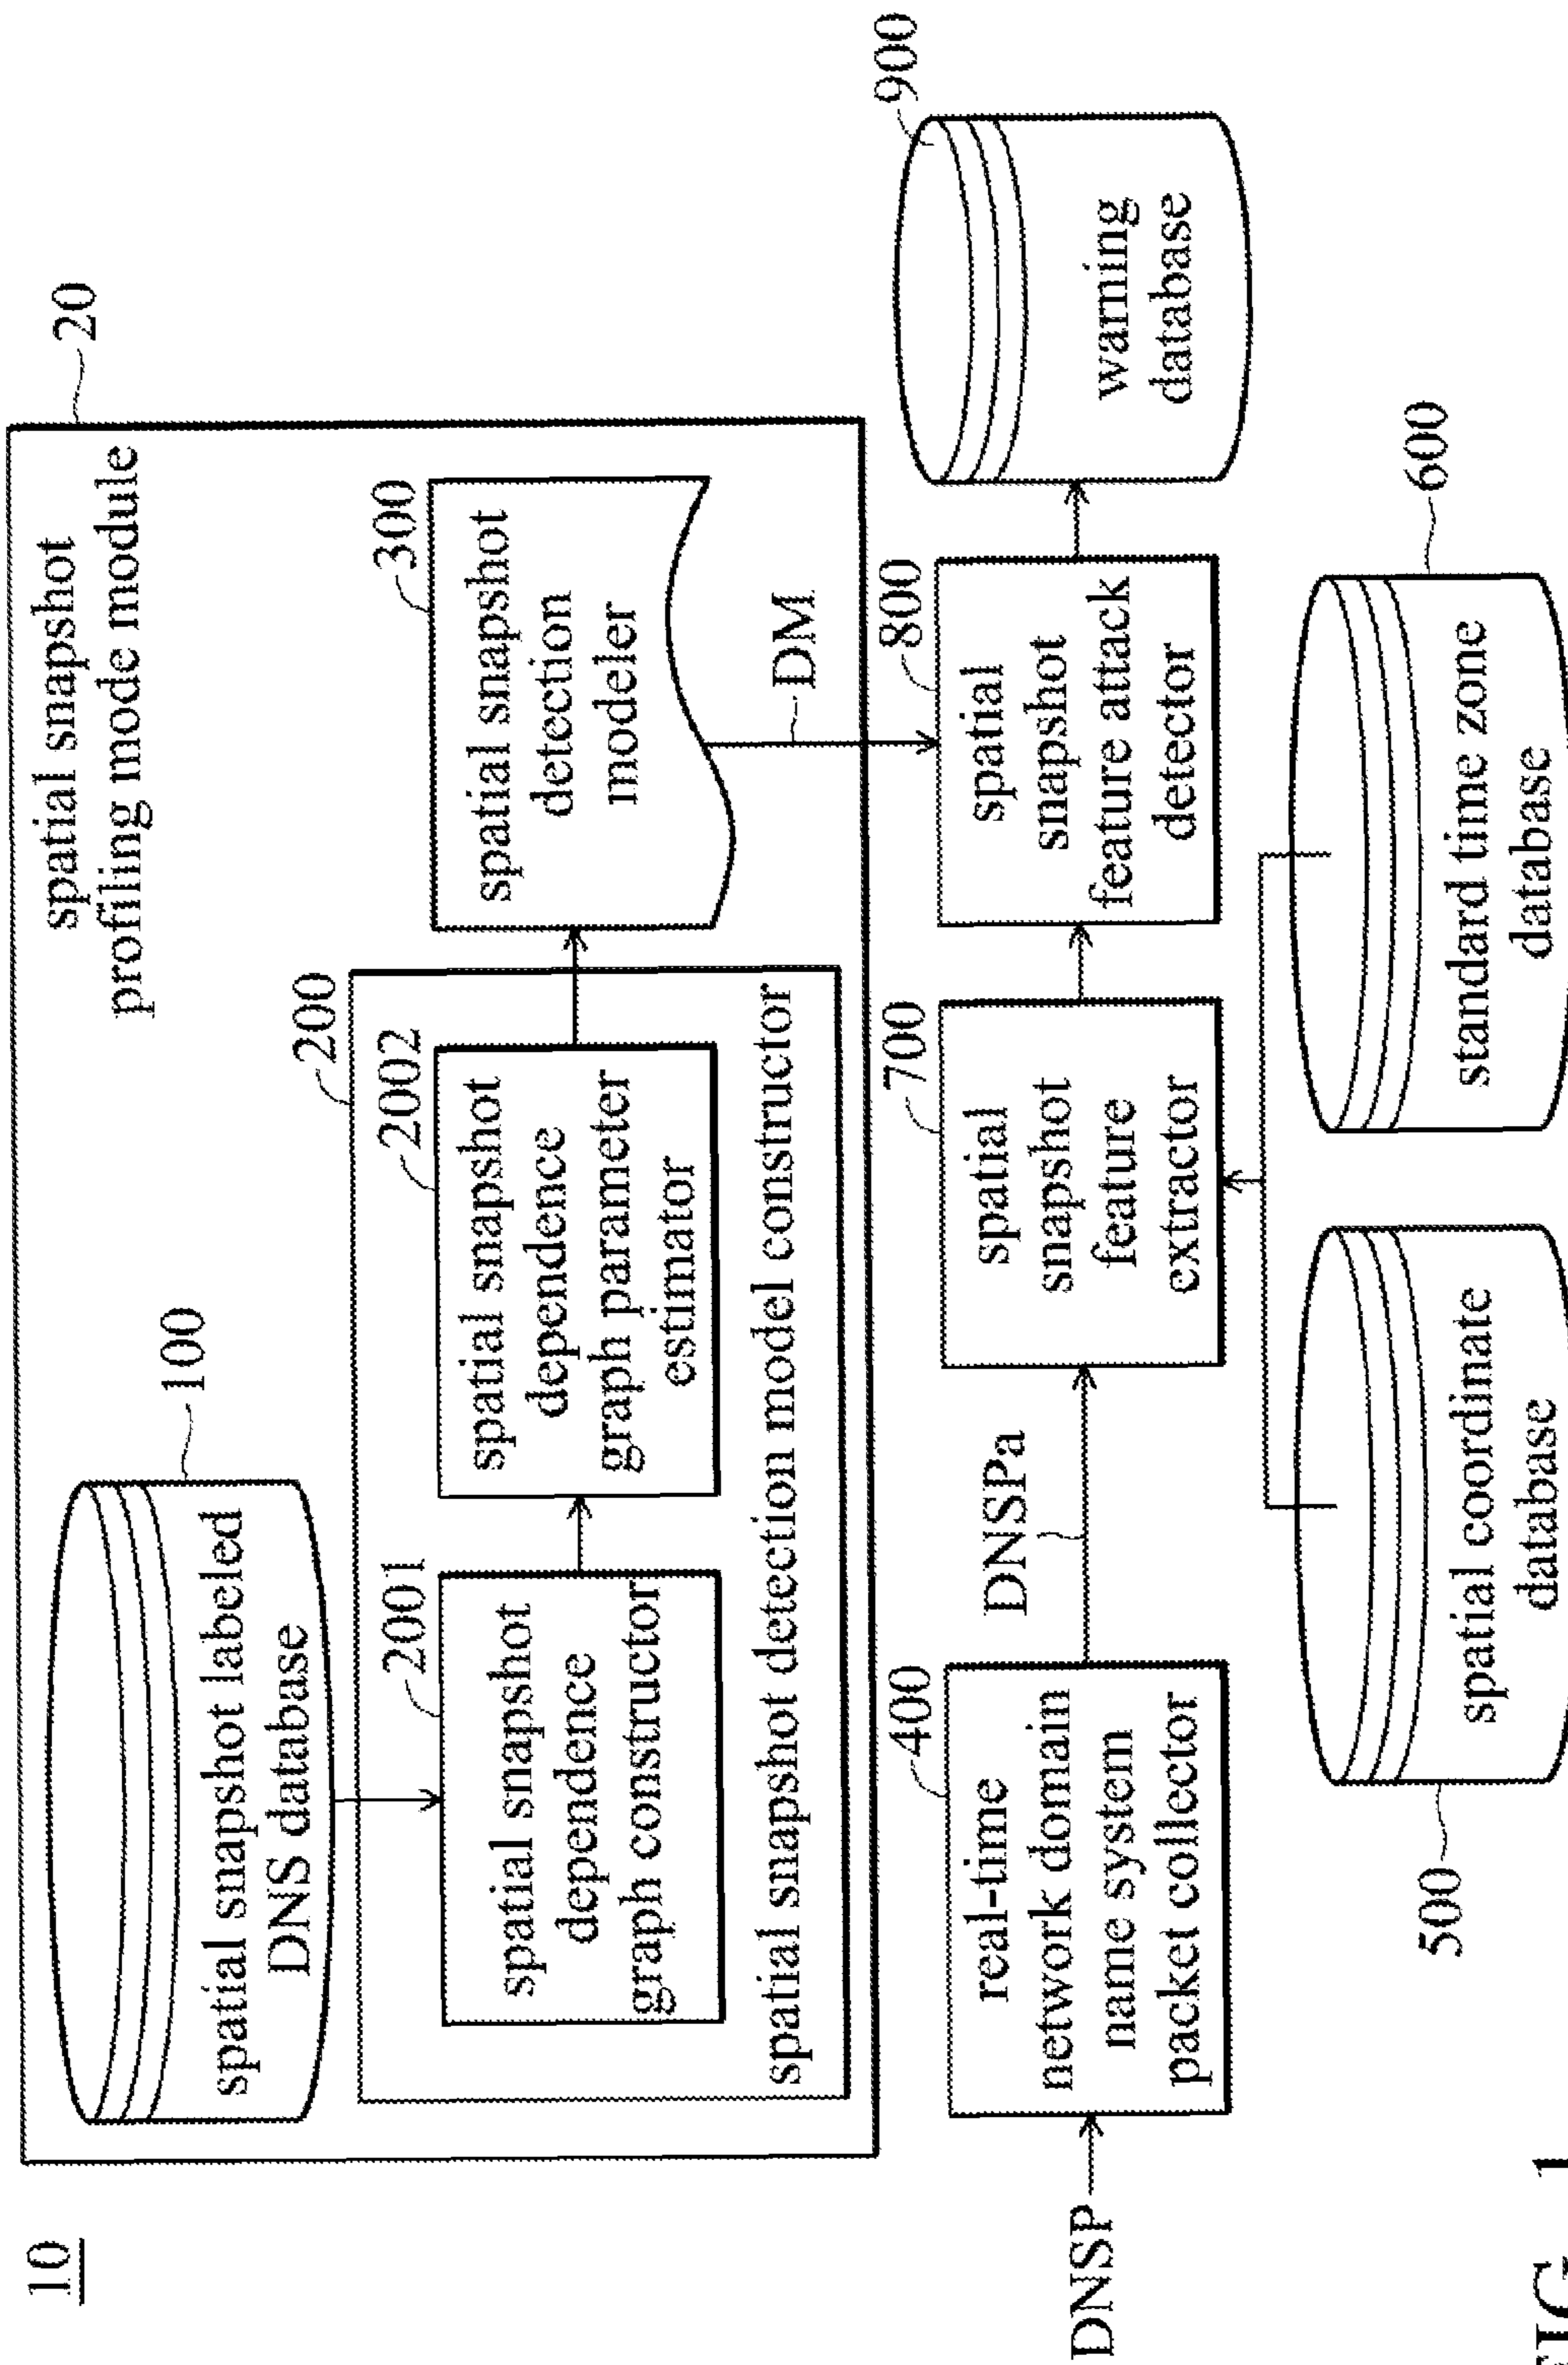 10
spatial snapshot
profiling mode module
20
100
spatial snapshot labeled
DNS database
200
2001
spatial snapshot
dependence
graph constructor
2002
spatial snapshot
dependence
graph parameter
estimator
spatial snapshot detection model constructor
300
spatial snapshot
detection
modeler
DM
DNSP
400
real-time
network domain
name system
packet collector
DNSPa
700
spatial
snapshot
feature
extractor
800
spatial
snapshot
feature attack
detector
900
warning
database
500
spatial coordinate
database
600
standard time zone
database
FIG. 1